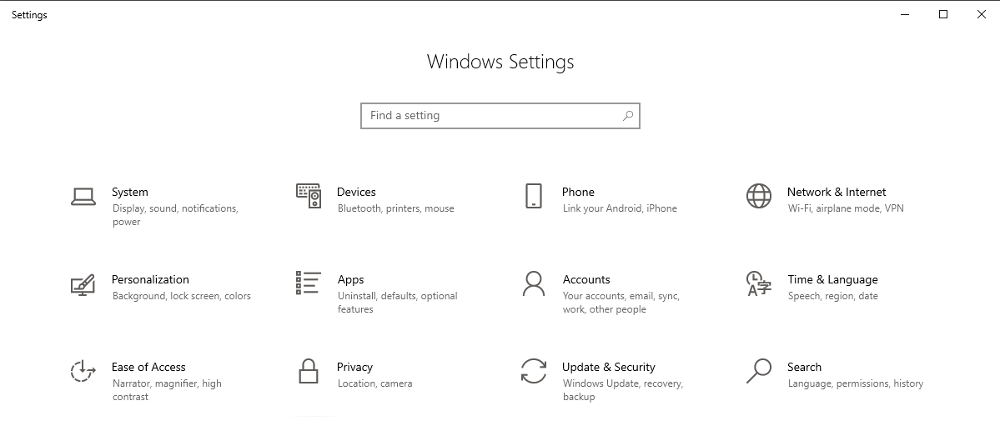 Settings
Windows Settings
Find a setting
System
Display, sound, notifications,
power
Devices
Bluetooth, printers, mouse
Phone
Link your Android, iPhone
Network & Internet
Wi-Fi, airplane mode, VPN
Personalization
Background, lock screen, colors
Apps
Uninstall, defaults, optional
features
Accounts
Your accounts, email, sync,
work, other people
Time & Language
Speech, region, date
Ease of Access
Narrator, magnifier, high
contrast
Privacy
Location, camera
Update & Security
Windows Update, recovery,
backup
Search
Language, permissions, history